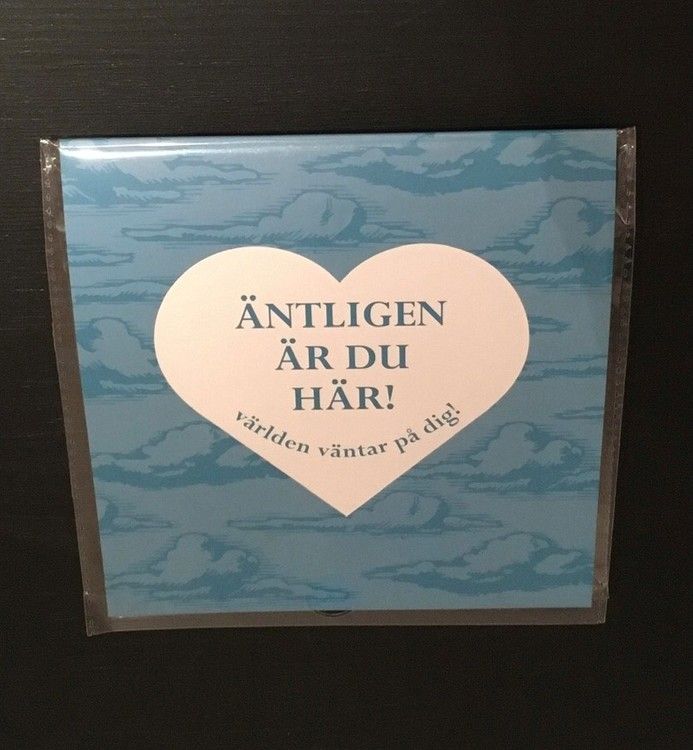 ÄNTLIGEN
ÄR DU
HÄR!
världen väntar på dig!